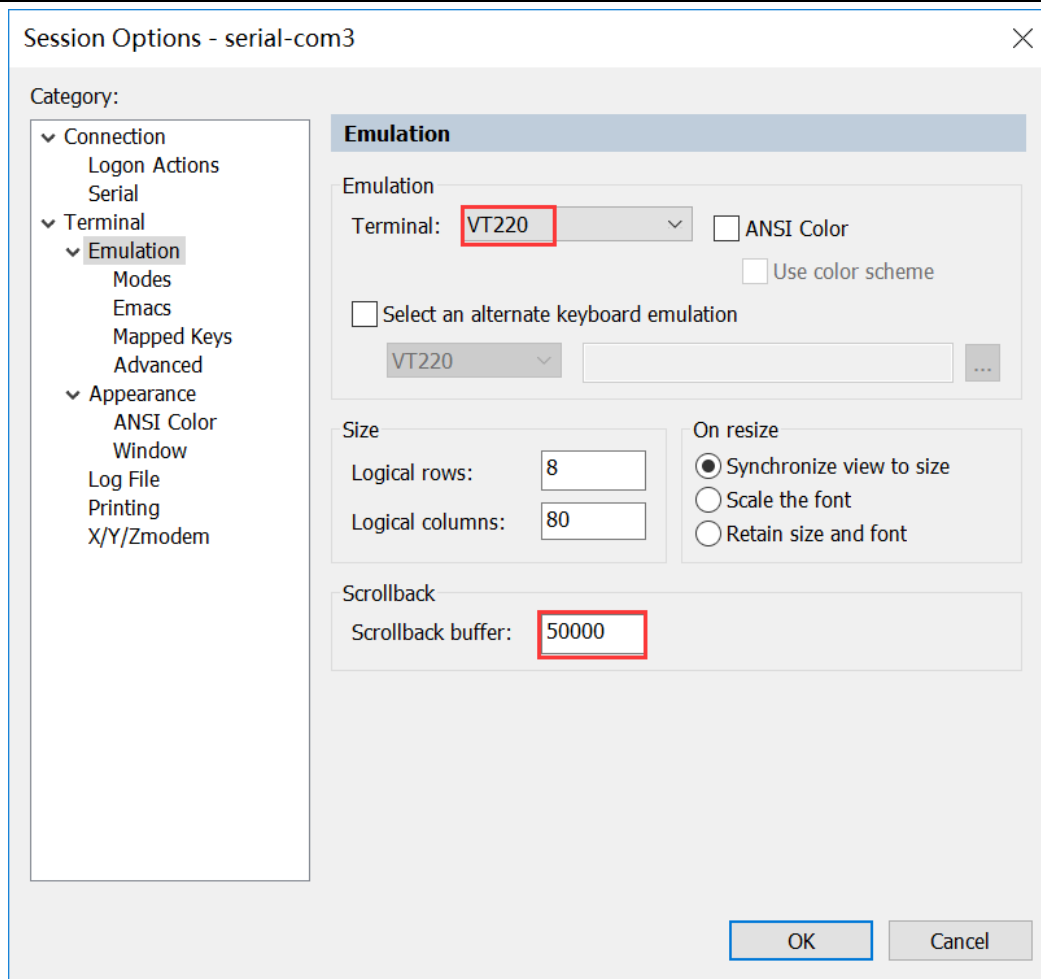 Session Options - serial-com3
Category:
Connection
Logon Actions
Serial
Terminal
Emulation
Modes
Emacs
Mapped Keys
Advanced
Appearance
ANSI Color
Window
Log File
Printing
X/Y/Zmodem
Emulation
Emulation
Terminal: VT220 ANSI Color
Use color scheme
Select an alternate keyboard emulation
VT220 ...
Size
Logical rows: 8
Logical columns: 80
On resize
Synchronize view to size
Scale the font
Retain size and font
Scrollback
Scrollback buffer: 50000
OK Cancel